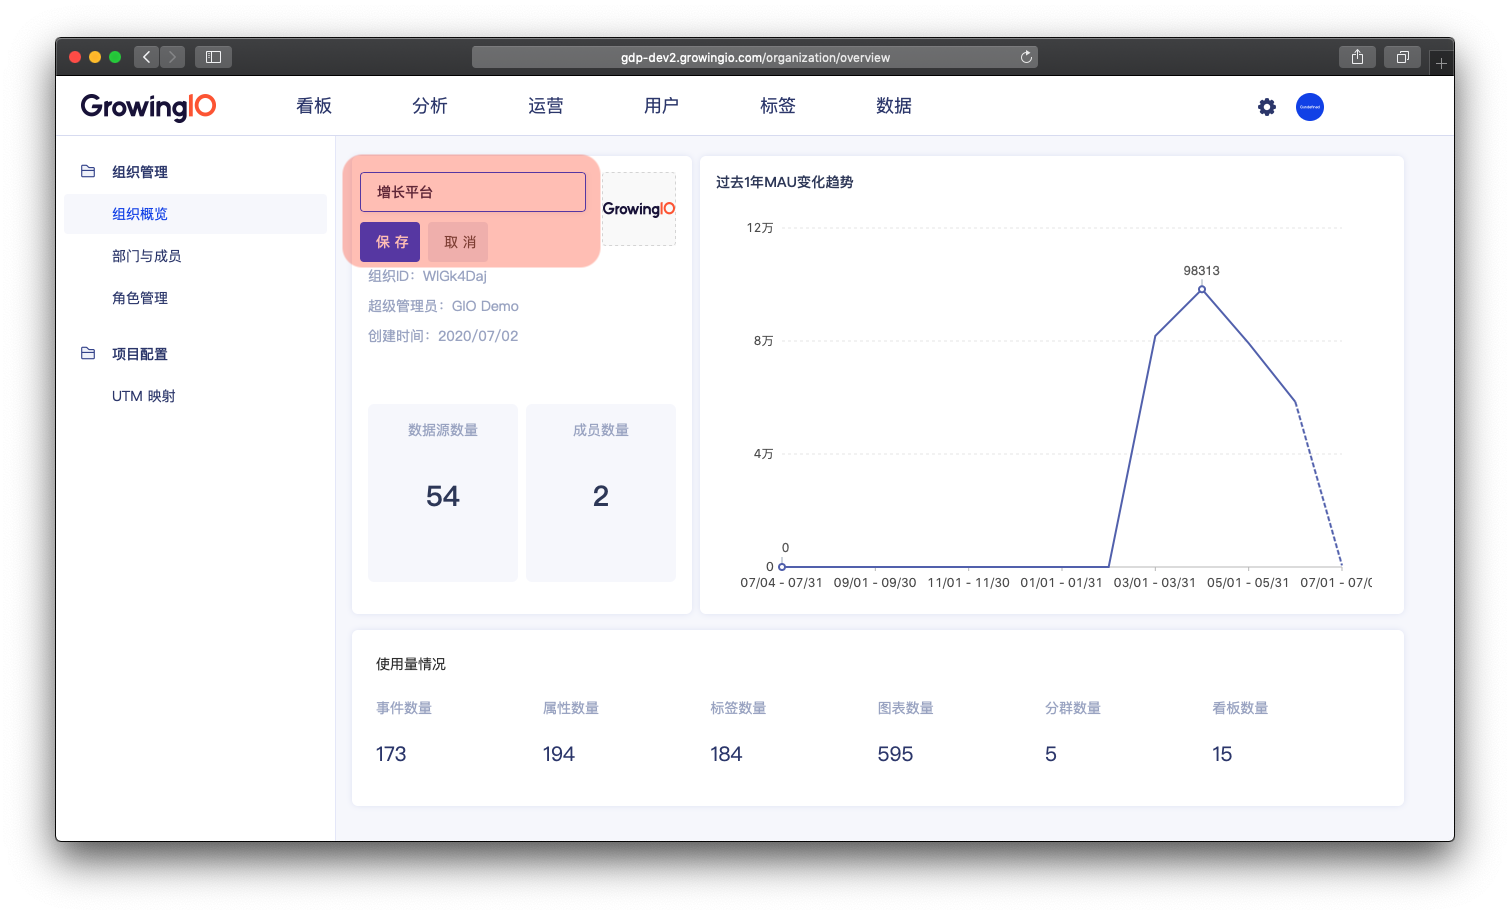 gdp-dev2.growingio.com/organization/overview
GrowingIO
看板 分析 运营 用户 标签 数据
组织管理
组织概览
部门与成员
角色管理
项目配置
UTM 映射
增长平台
保 存 取 消
GrowingIO
组织ID：WlGk4Daj
超级管理员：GIO Demo
创建时间：2020/07/02
数据源数量
54
成员数量
2
过去1年MAU变化趋势
12万
8万
4万
0
98313
0
07/04 - 07/31 09/01 - 09/30 11/01 - 11/30 01/01 - 01/31 03/01 - 03/31 05/01 - 05/31 07/01 - 07/0
使用量情况
事件数量 属性数量 标签数量 图表数量 分群数量 看板数量
173 194 184 595 5 15